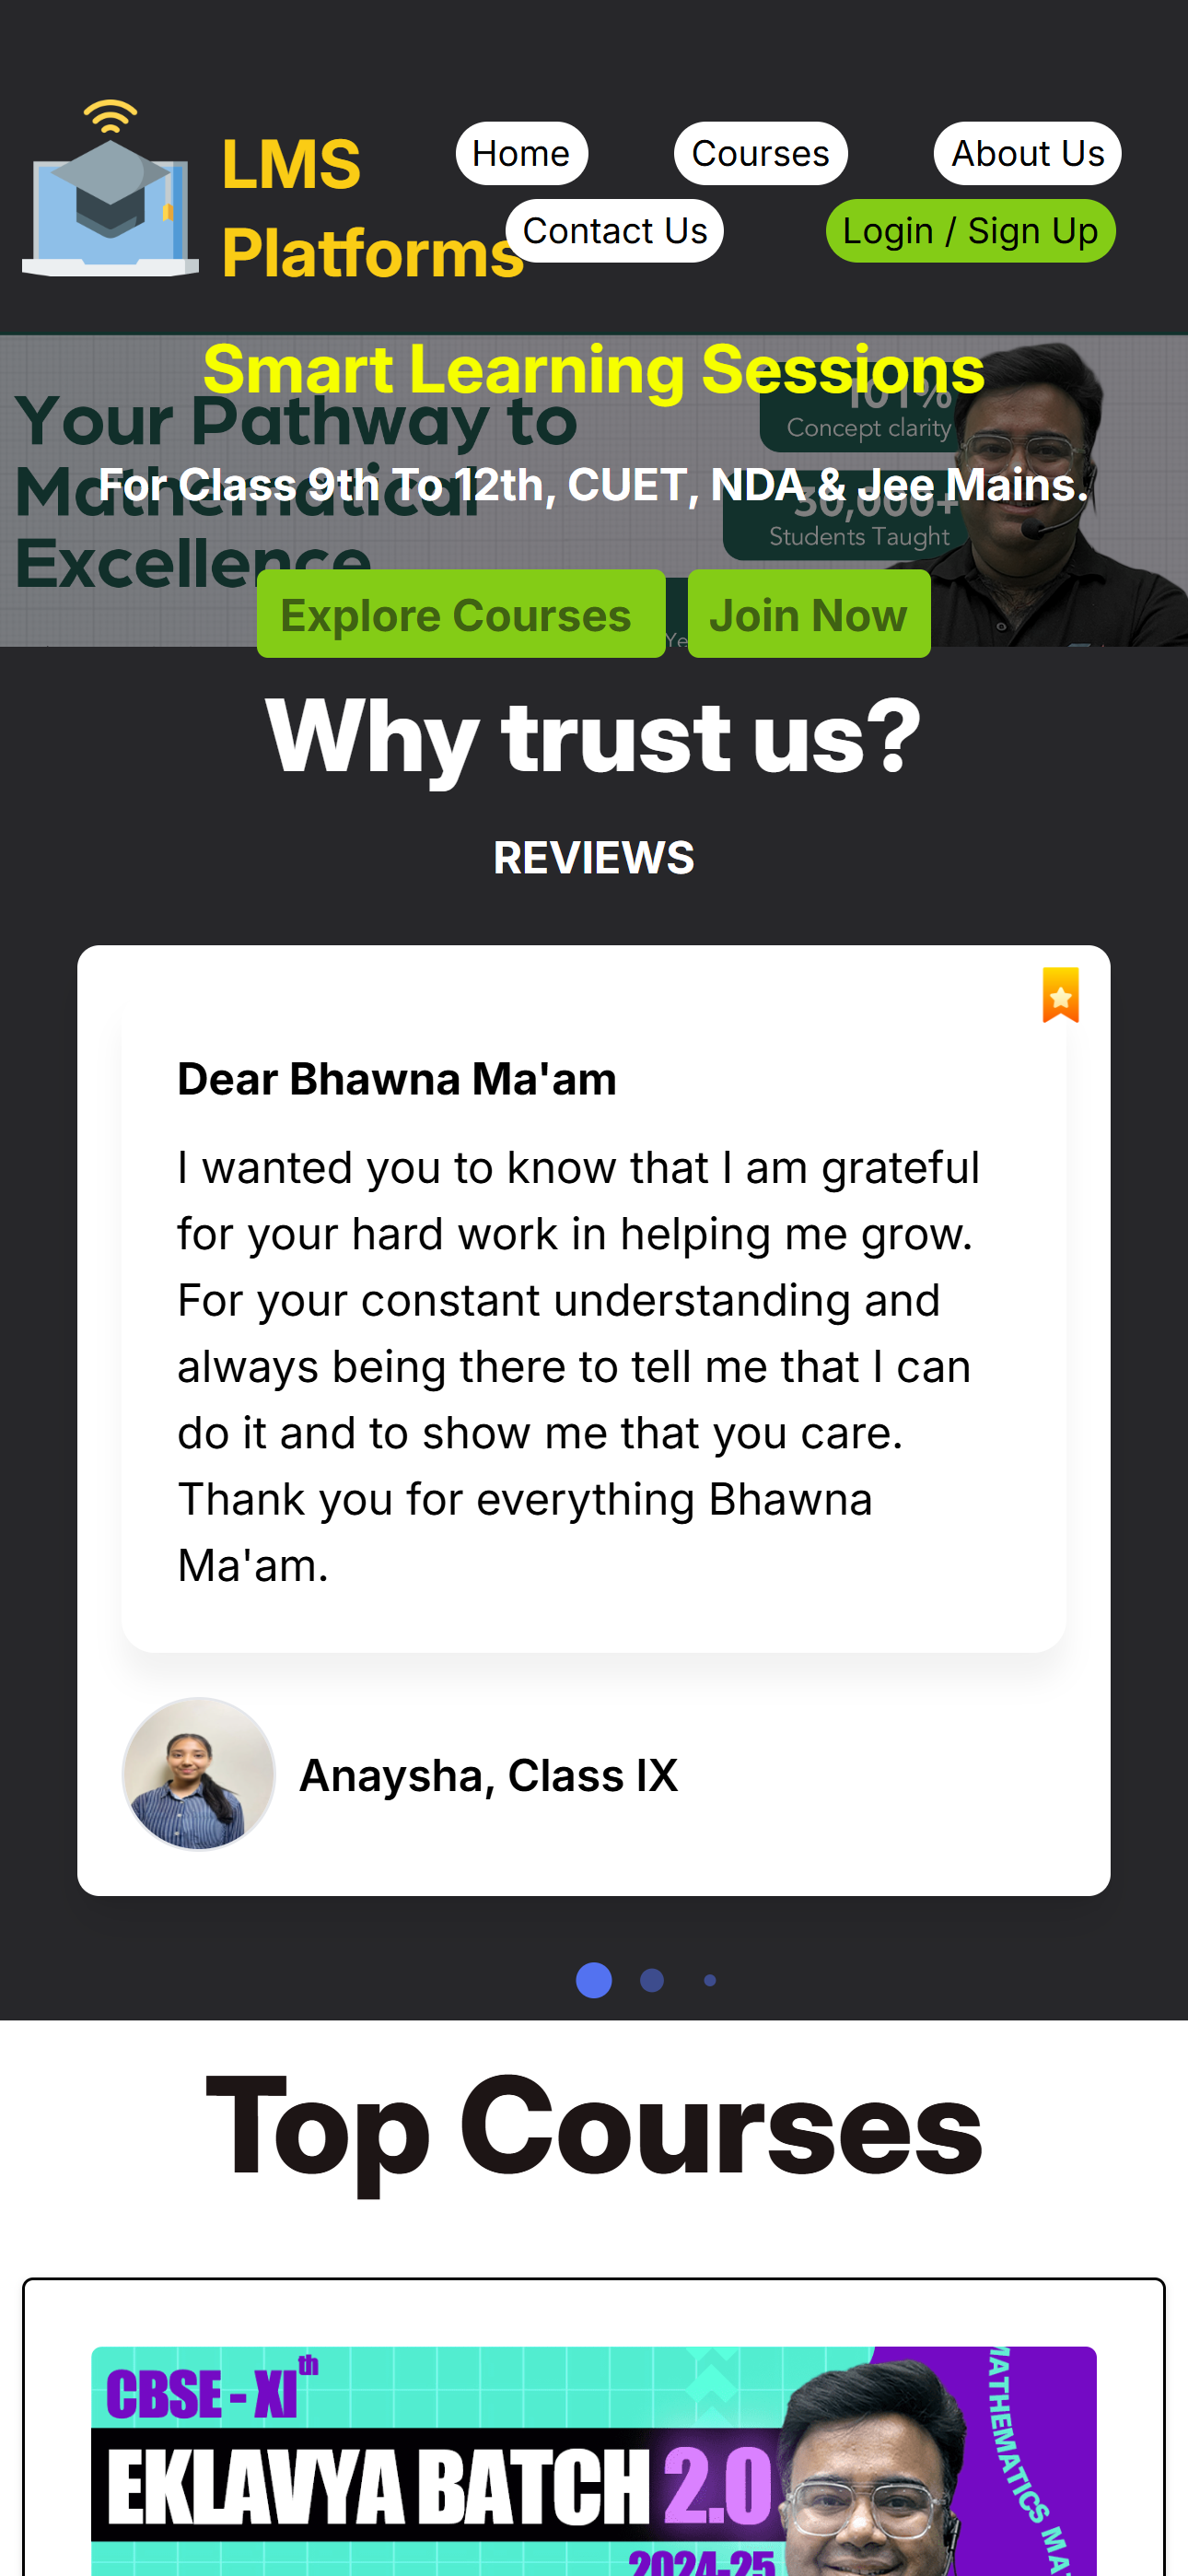 LMS
Platforms
Home
Courses
About Us
Contact Us
Login / Sign Up
Smart Learning Sessions
Your Pathway to
Mathematical
Excellence
101%
Concept clarity
30,000+
Students Taught
For Class 9th To 12th, CUET, NDA & Jee Mains.
Explore Courses
Join Now
Why trust us?
REVIEWS
Dear Bhawna Ma'am
I wanted you to know that I am grateful
for your hard work in helping me grow.
For your constant understanding and
always being there to tell me that I can
do it and to show me that you care.
Thank you for everything Bhawna
Ma'am.
Anaysha, Class IX
Top Courses
CBSE - XIth
EKLAVYA BATCH 2.0
2024-25
MATHEMATICS